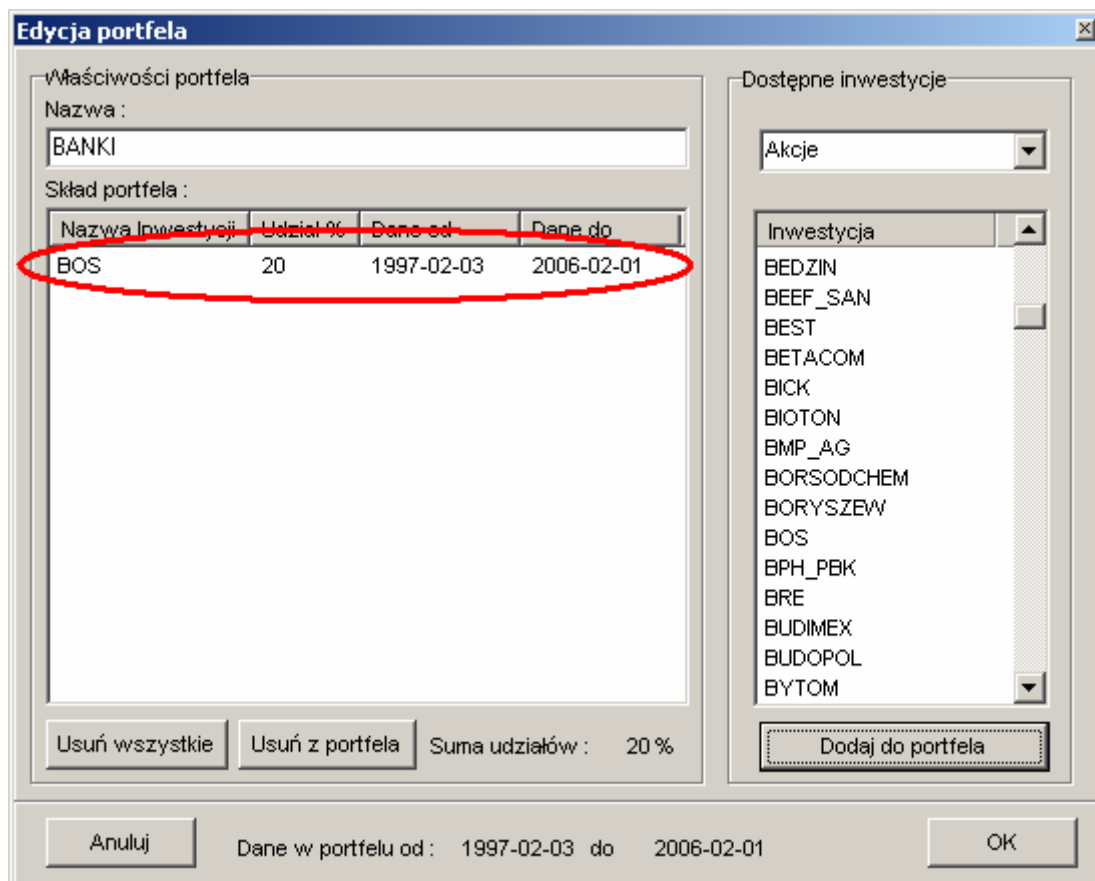 Edycja portfela
Właściwości portfela
Nazwa :
BANKI
Skład portfela :
Nazwa Inwestycji Udział % Dane od Dane do
BOS 20 1997-02-03 2006-02-01
Usuń wszystkie Usuń z portfela Suma udziałów : 20 %
Dostępne inwestycje
Akcje
Inwestycja
BEDZIN
BEEF_SAN
BEST
BETACOM
BICK
BIOTON
BMP_AG
BORSODCHEM
BORYSZEW
BOS
BPH_PBK
BRE
BUDIMEX
BUDOPOL
BYTOM
Dodaj do portfela
Anuluj Dane w portfelu od : 1997-02-03 do 2006-02-01 OK